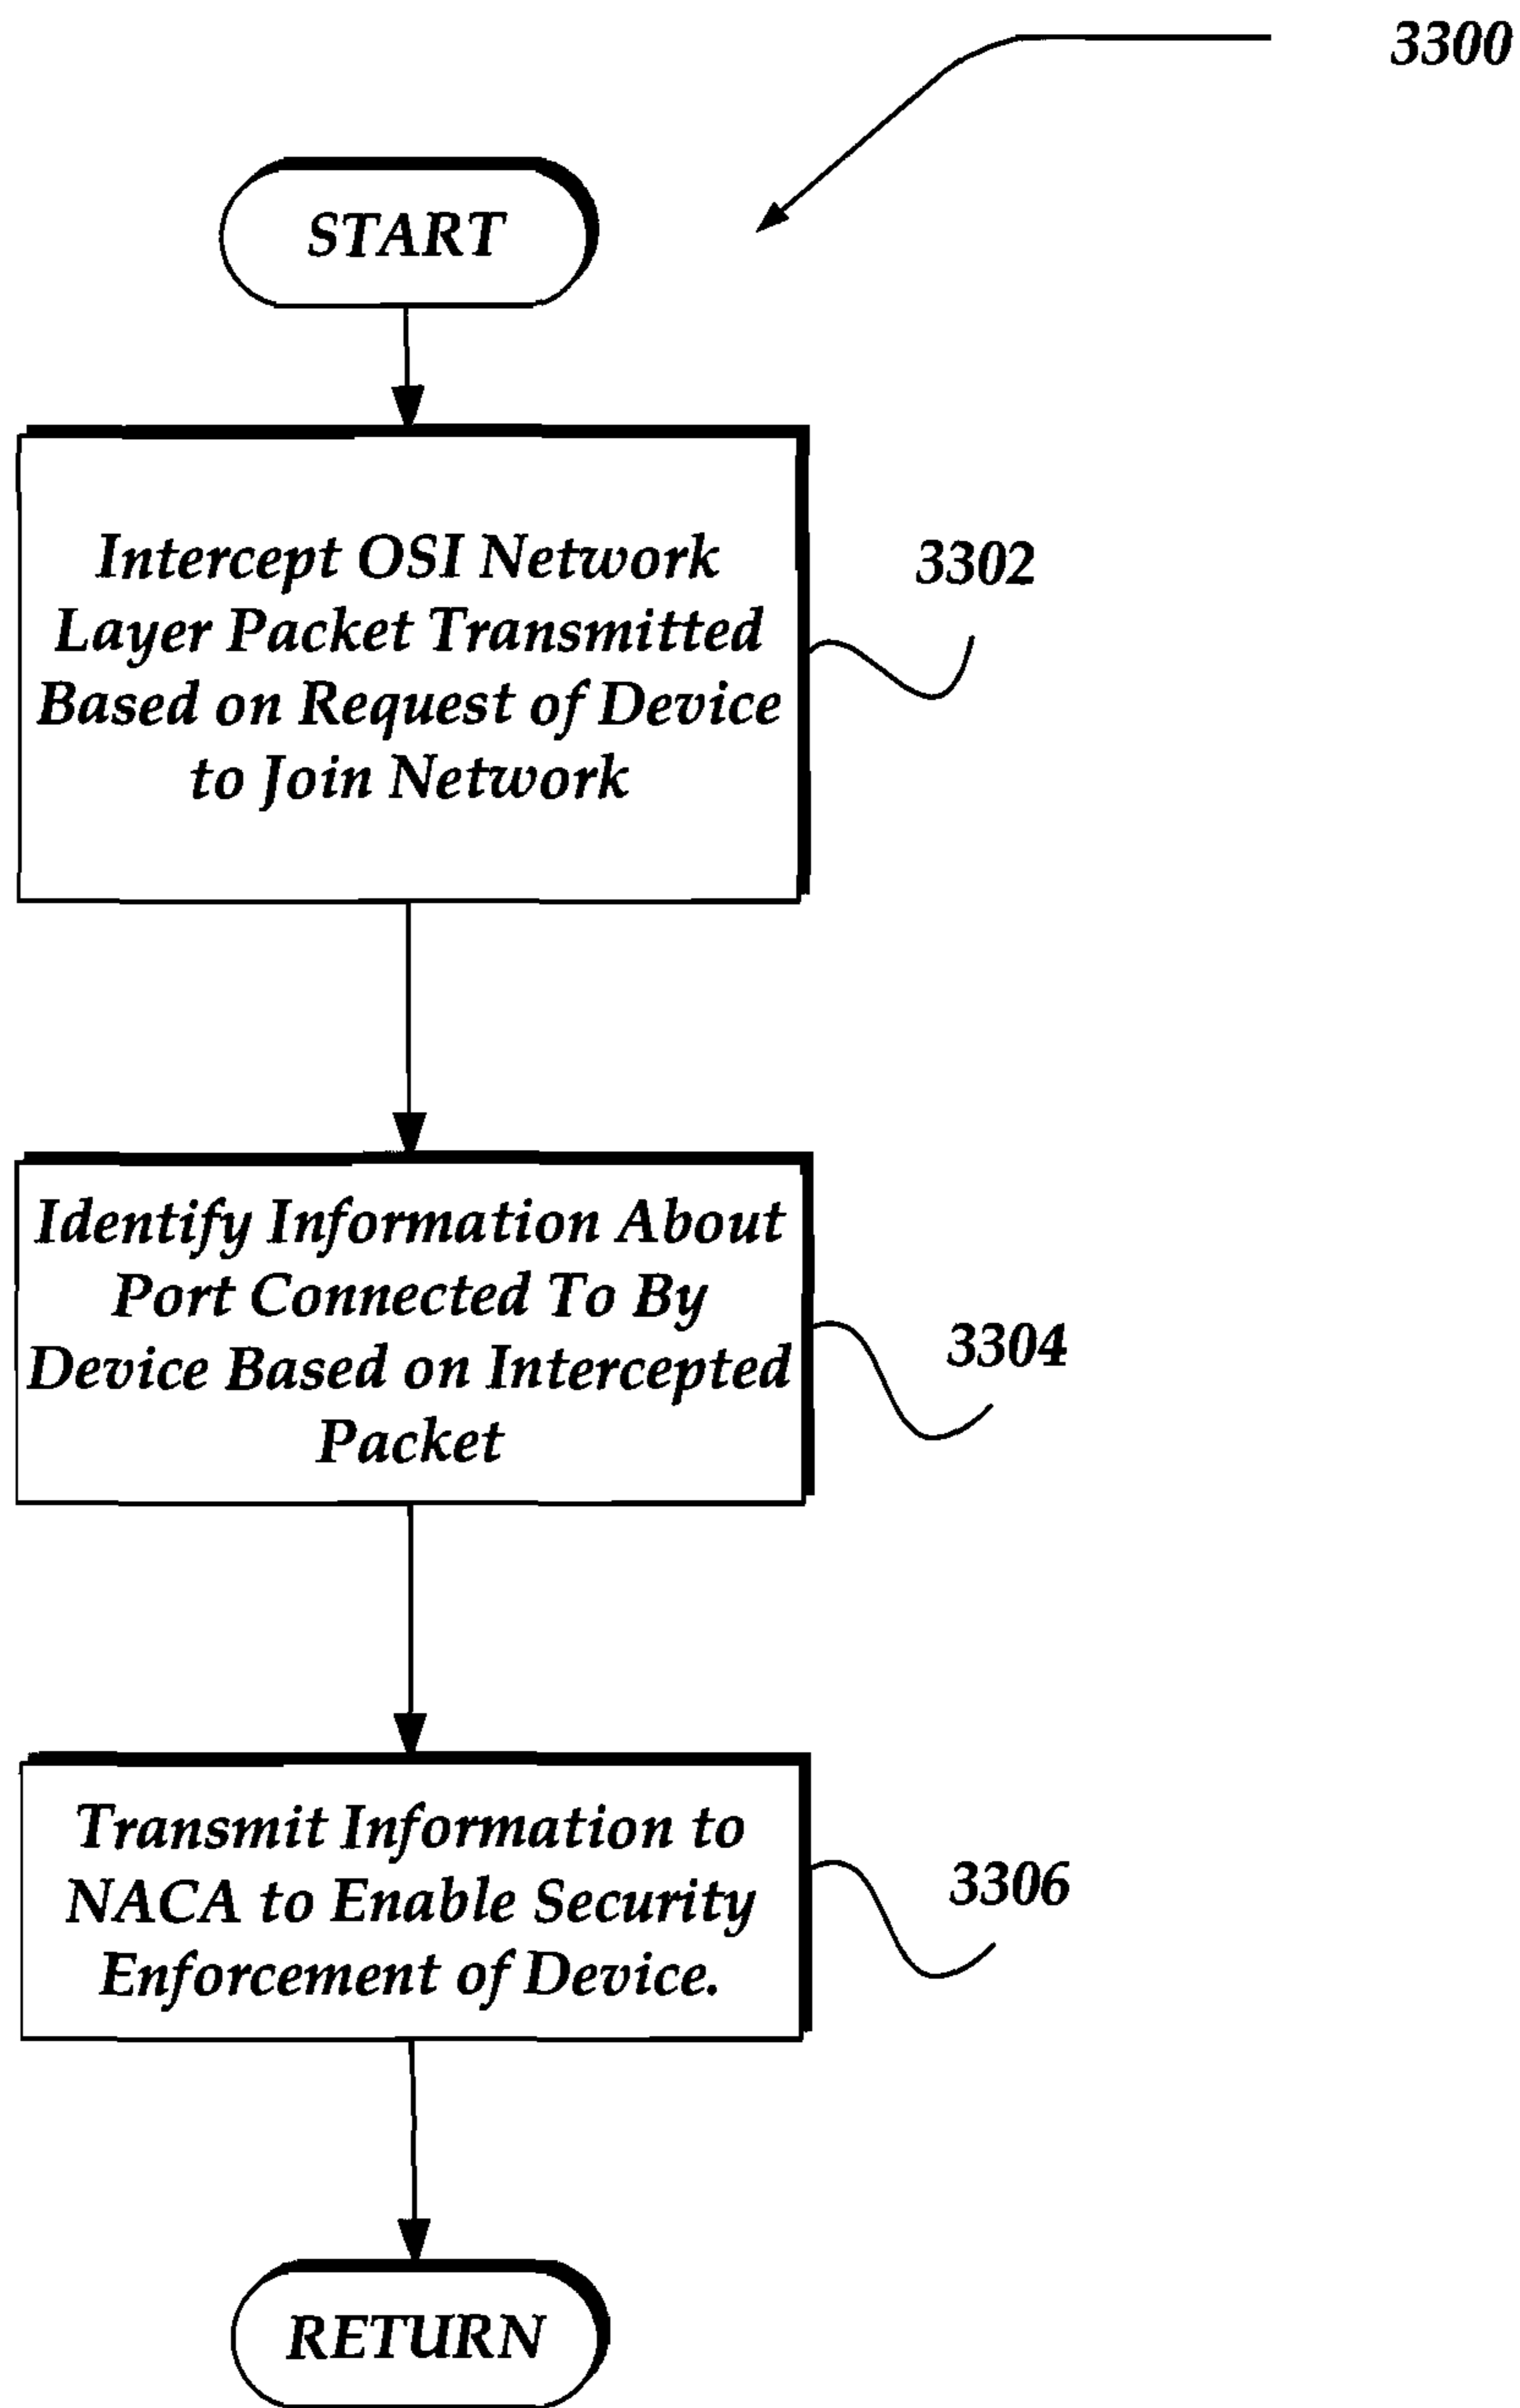 3300
START
Intercept OSI Network
Layer Packet Transmitted
Based on Request of Device
to Join Network
3302
Identify Information About
Port Connected To By
Device Based on Intercepted
Packet
3304
Transmit Information to
NACA to Enable Security
Enforcement of Device.
3306
RETURN